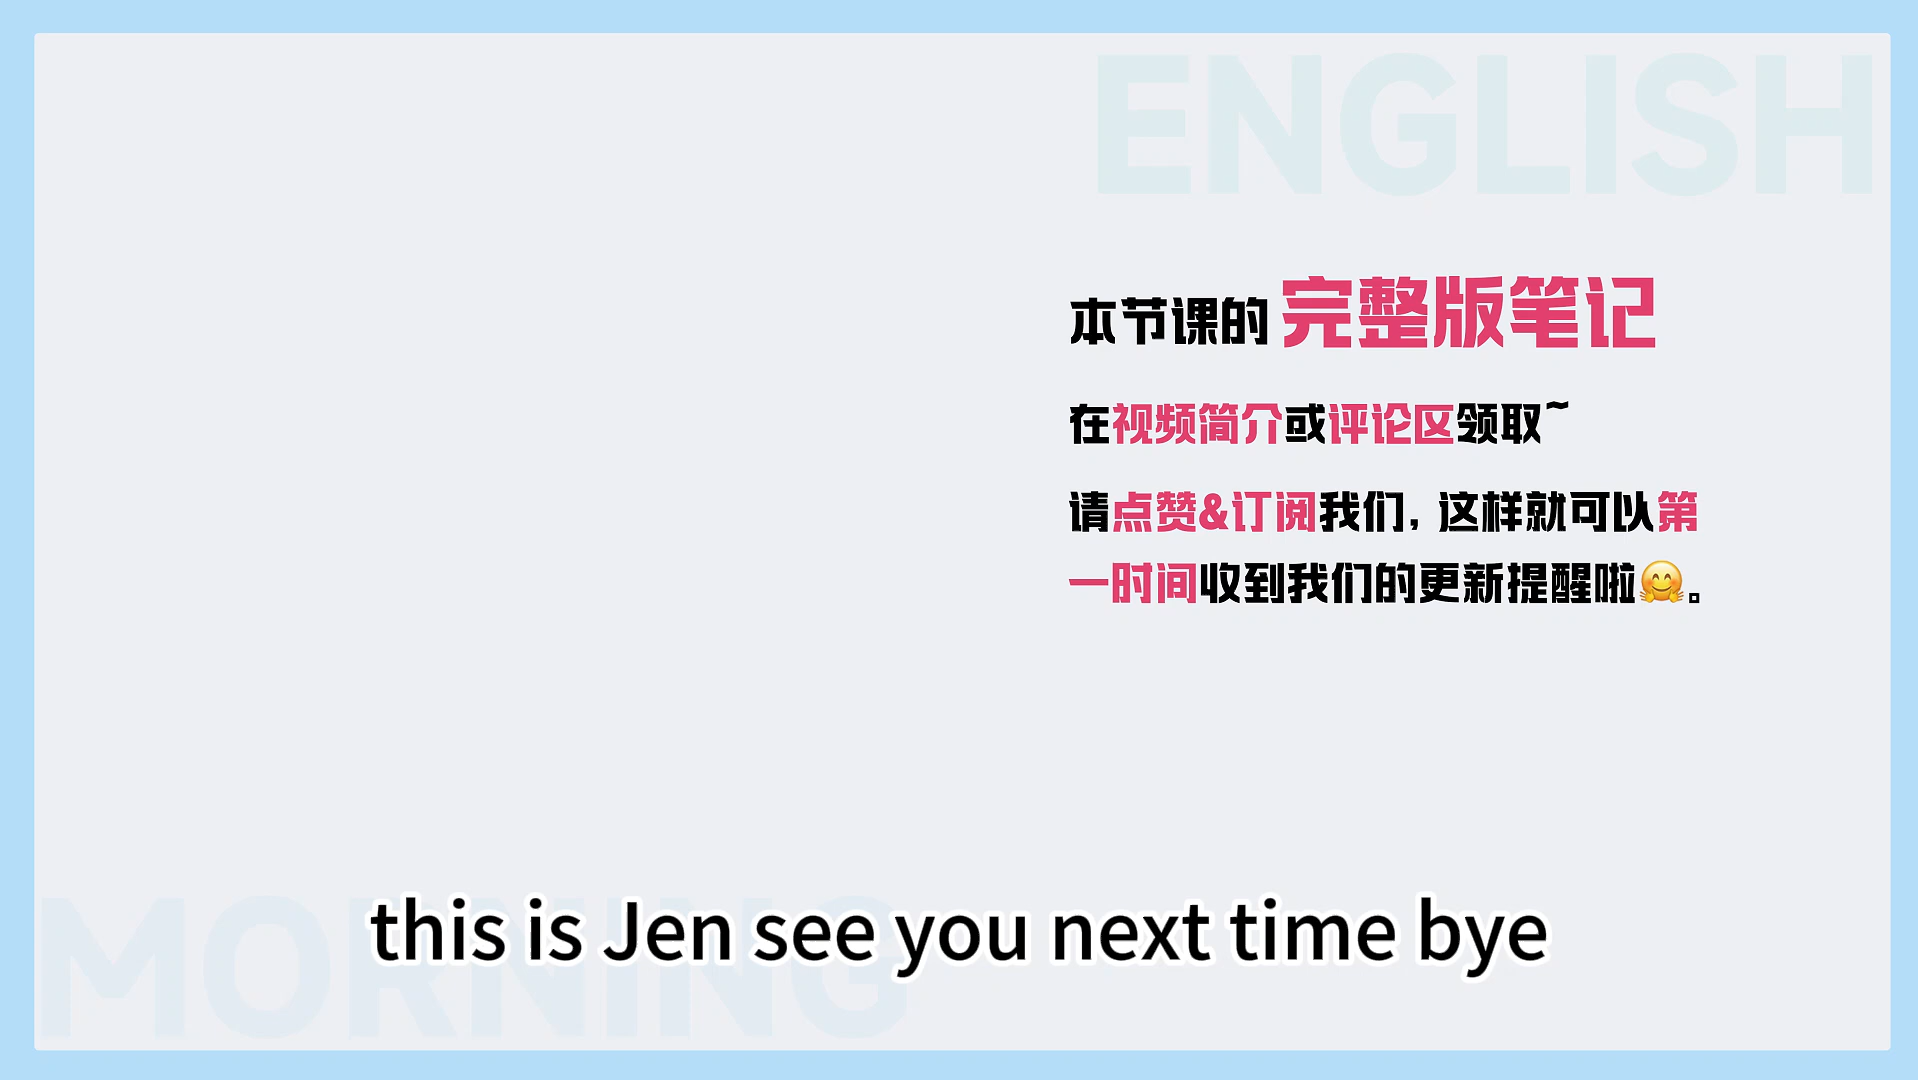 ENGLISH
本节课的 完整版笔记
在视频简介或评论区领取~
请点赞&订阅我们，这样就可以第
一时间收到我们的更新提醒啦🤗。
MORNING
this is Jen see you next time bye